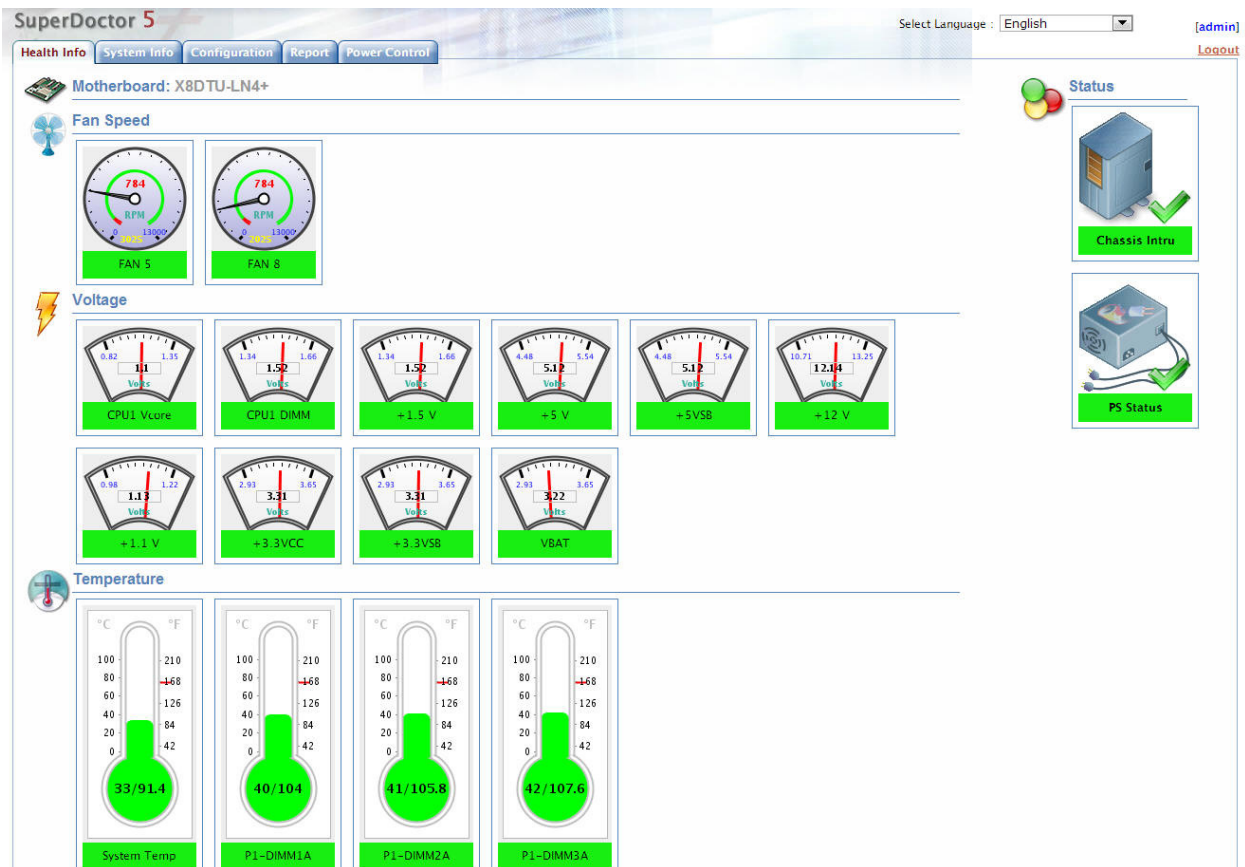 SuperDoctor 5
Select Language : English
[admin]
Logout
Health Info System Info Configuration Report Power Control
Motherboard: X8DTU-LN4+
Status
Fan Speed
784 784
RPM RPM
0 13000 0 13000
3025 2025
FAN 5 FAN 8
Chassis Intru
Voltage
0.82 1.35 1.34 1.66 1.34 1.66 4.48 5.54 4.48 5.54 10.71 13.25
1.1 1.52 1.52 5.12 5.12 12.14
Volts Volts Volts Volts Volts Volts
CPU1 Vcore CPU1 DIMM +1.5 V +5 V +5VSB +12 V
PS Status
0.98 1.22 2.93 3.65 2.93 3.65 2.93 3.65
1.13 3.31 3.31 3.22
Volts Volts Volts Volts
+1.1 V +3.3VCC +3.3VSB VBAT
Temperature
°C °F °C °F °C °F °C °F
100 210 100 210 100 210 100 210
80 168 80 168 80 168 80 168
60 126 60 126 60 126 60 126
40 84 40 84 40 84 40 84
20 42 20 42 20 42 20 42
0 0 0 0
33/91.4 40/104 41/105.8 42/107.6
System Temp P1-DIMM1A P1-DIMM2A P1-DIMM3A